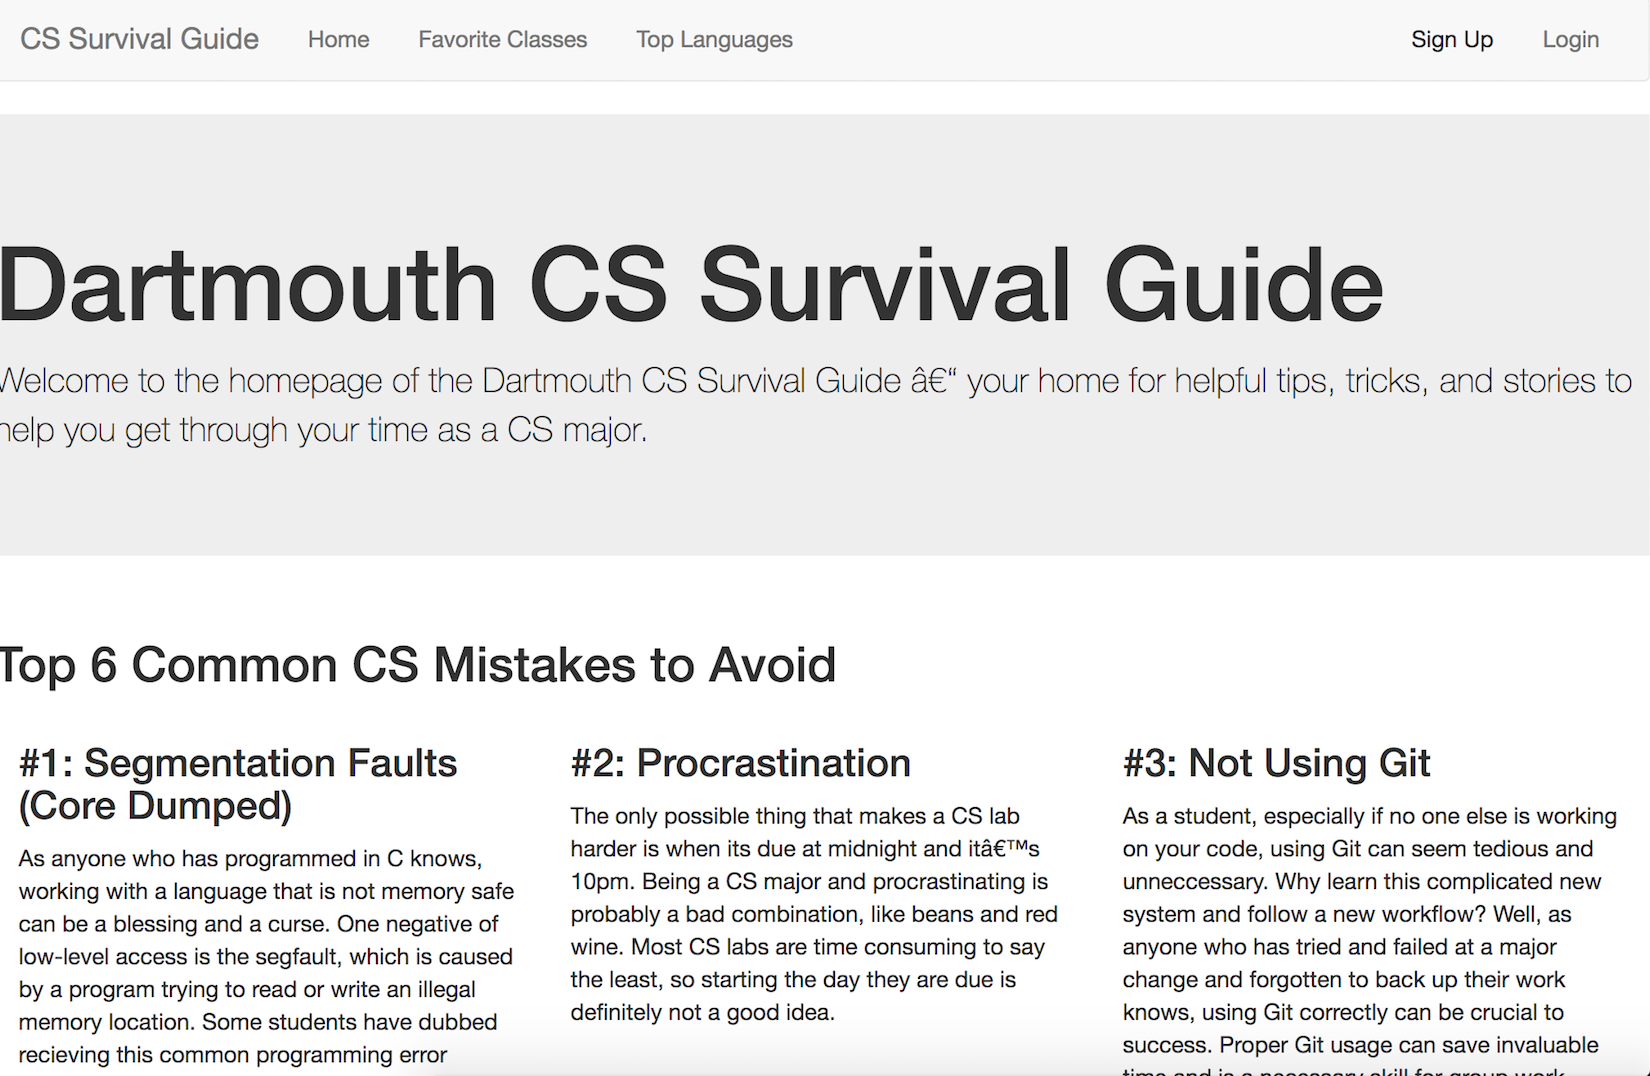 CS Survival Guide Home Favorite Classes Top Languages Sign Up Login
Dartmouth CS Survival Guide
Welcome to the homepage of the Dartmouth CS Survival Guide â€“ your home for helpful tips, tricks, and stories to
help you get through your time as a CS major.
Top 6 Common CS Mistakes to Avoid
#1: Segmentation Faults
(Core Dumped)
As anyone who has programmed in C knows,
working with a language that is not memory safe
can be a blessing and a curse. One negative of
low-level access is the segfault, which is caused
by a program trying to read or write an illegal
memory location. Some students have dubbed
recieving this common programming error
#2: Procrastination
The only possible thing that makes a CS lab
harder is when its due at midnight and itâ€™s
10pm. Being a CS major and procrastinating is
probably a bad combination, like beans and red
wine. Most CS labs are time consuming to say
the least, so starting the day they are due is
definitely not a good idea.
#3: Not Using Git
As a student, especially if no one else is working
on your code, using Git can seem tedious and
unneccessary. Why learn this complicated new
system and follow a new workflow? Well, as
anyone who has tried and failed at a major
change and forgotten to back up their work
knows, using Git correctly can be crucial to
success. Proper Git usage can save invaluable
time and is a necessary skill for group work